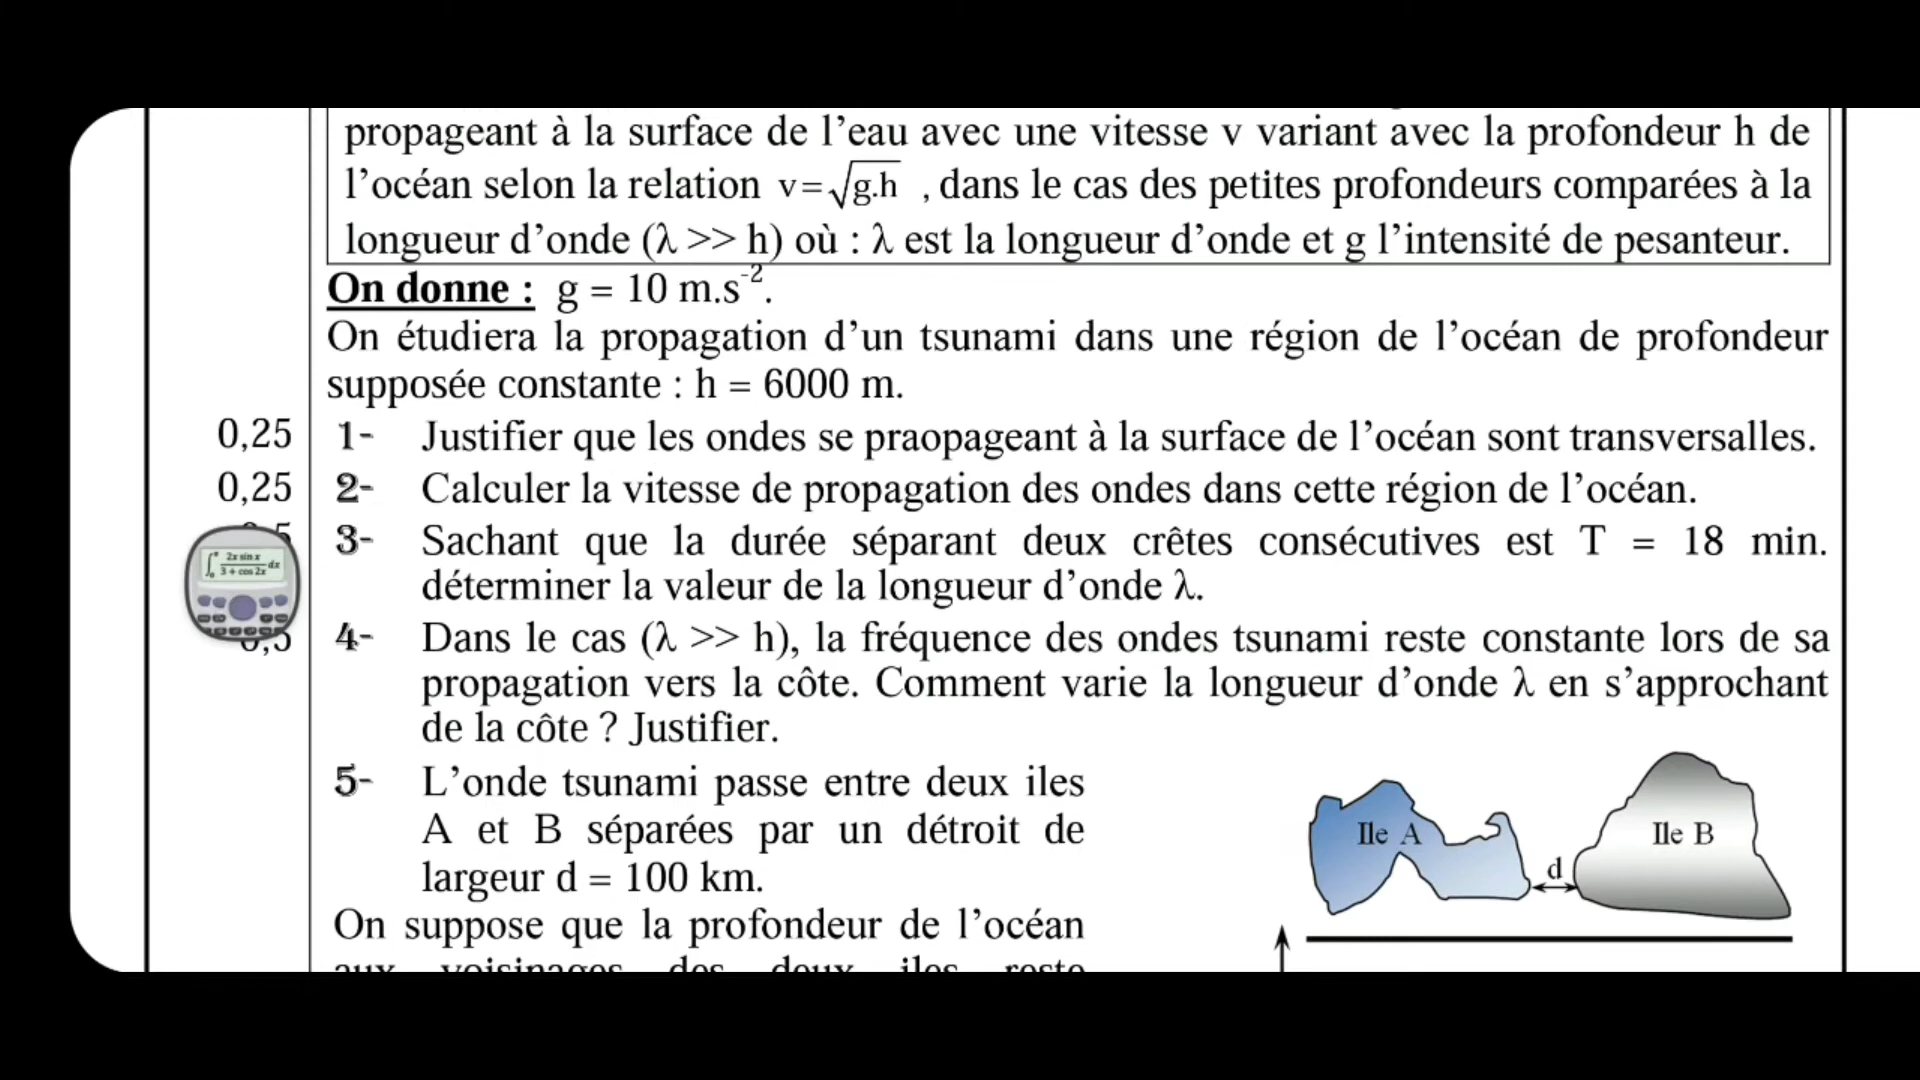 propageant à la surface de l’eau avec une vitesse v variant avec la profondeur h de
l’océan selon la relation v=√g.h , dans le cas des petites profondeurs comparées à la
longueur d’onde (λ >> h) où : λ est la longueur d’onde et g l’intensité de pesanteur.
On donne : g = 10 m.s⁻².
On étudiera la propagation d’un tsunami dans une région de l’océan de profondeur
supposée constante : h = 6000 m.
0,25 1- Justifier que les ondes se praopageant à la surface de l’océan sont transversalles.
0,25 2- Calculer la vitesse de propagation des ondes dans cette région de l’océan.
3- Sachant que la durée séparant deux crêtes consécutives est T = 18 min.
déterminer la valeur de la longueur d’onde λ.
4- Dans le cas (λ >> h), la fréquence des ondes tsunami reste constante lors de sa
propagation vers la côte. Comment varie la longueur d’onde λ en s’approchant
de la côte ? Justifier.
5- L’onde tsunami passe entre deux iles
A et B séparées par un détroit de
largeur d = 100 km.
On suppose que la profondeur de l’océan
aux voisinages des deux iles reste
Ile A
Ile B
d